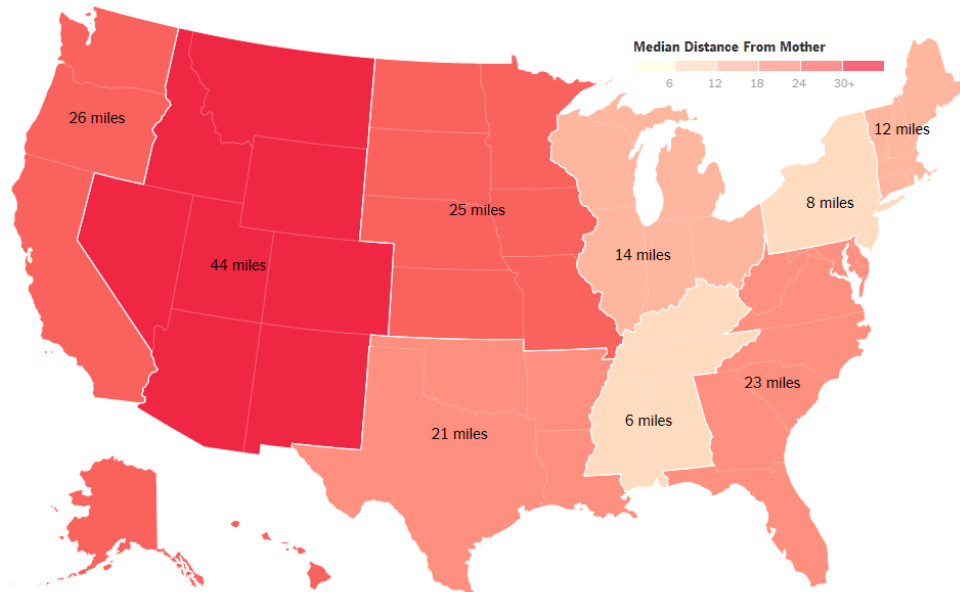 Median Distance From Mother
6 12 18 24 30+
26 miles
12 miles
8 miles
25 miles
14 miles
44 miles
23 miles
6 miles
21 miles